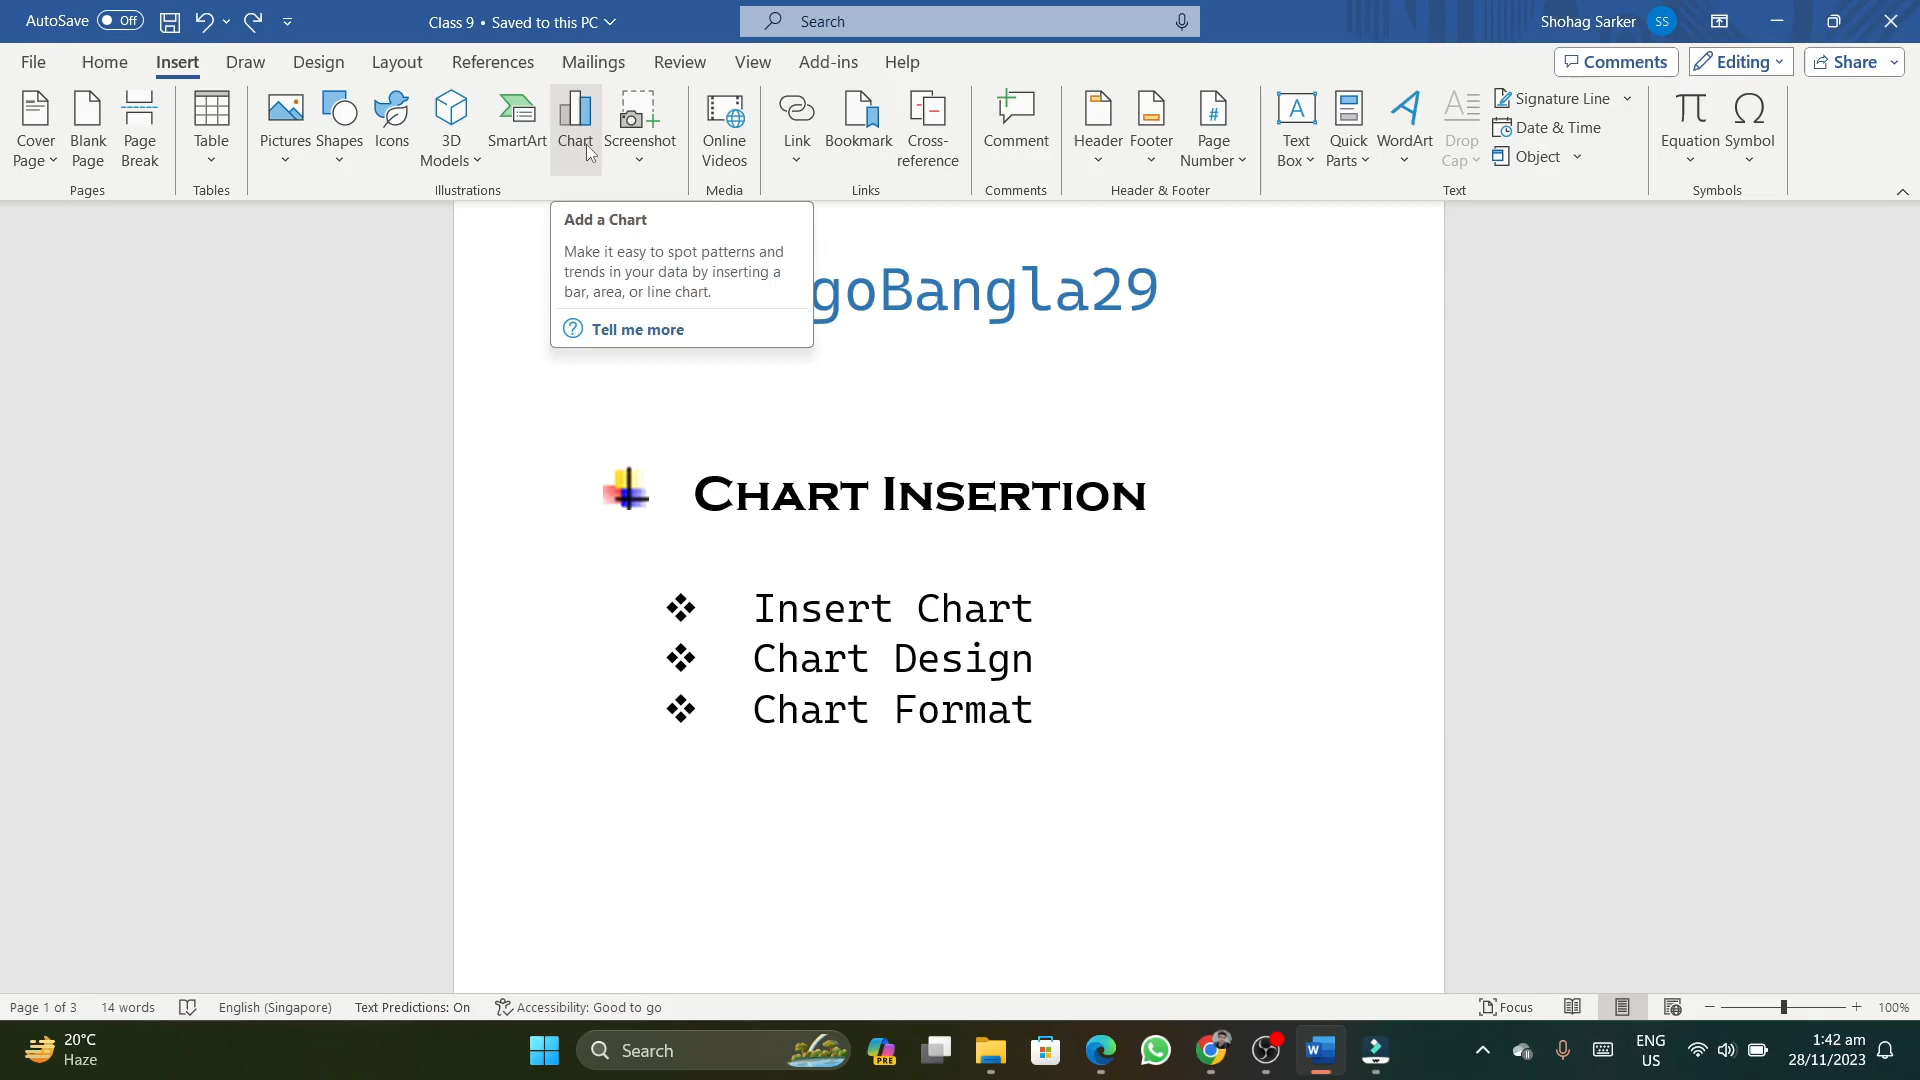 AutoSave Off
Class 9 • Saved to this PC
Search
Shohag Sarker SS
File Home Insert Draw Design Layout References Mailings Review View Add-ins Help
Comments Editing Share
Cover Page
Blank Page
Page Break
Pages
Table
Tables
Pictures
Shapes
Icons
3D Models
SmartArt
Chart
Screenshot
Illustrations
Online Videos
Media
Link
Bookmark
Cross-reference
Links
Comment
Comments
Header
Footer
Page Number
Header & Footer
Text Box
Quick Parts
WordArt
Drop Cap
Signature Line
Date & Time
Object
Text
Equation
Symbol
Symbols
Add a Chart
Make it easy to spot patterns and
trends in your data by inserting a
bar, area, or line chart.
Tell me more
goBangla29
Chart Insertion
❖ Insert Chart
❖ Chart Design
❖ Chart Format
Page 1 of 3 14 words English (Singapore) Text Predictions: On Accessibility: Good to go
Focus 100%
20°C
Haze
Search
PRE
ENG
US
1:42 am
28/11/2023